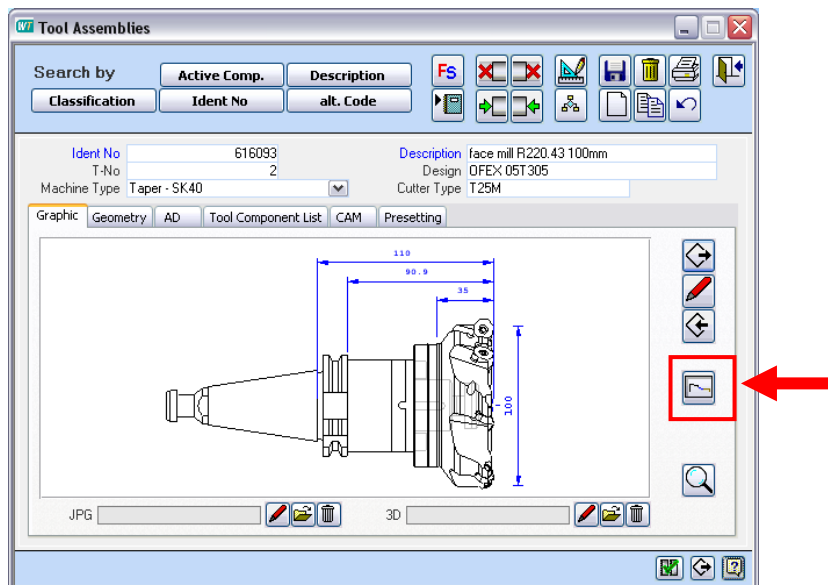 WT Tool Assemblies
Search by
Active Comp.
Description
Classification
Ident No
alt. Code
FS
Ident No 616093
Description face mill R220.43 100mm
T-No 2
Design OFEX 05T305
Machine Type Taper - SK40
Cutter Type T25M
Graphic
Geometry
AD
Tool Component List
CAM
Presetting
110
90.9
35
100
JPG
3D